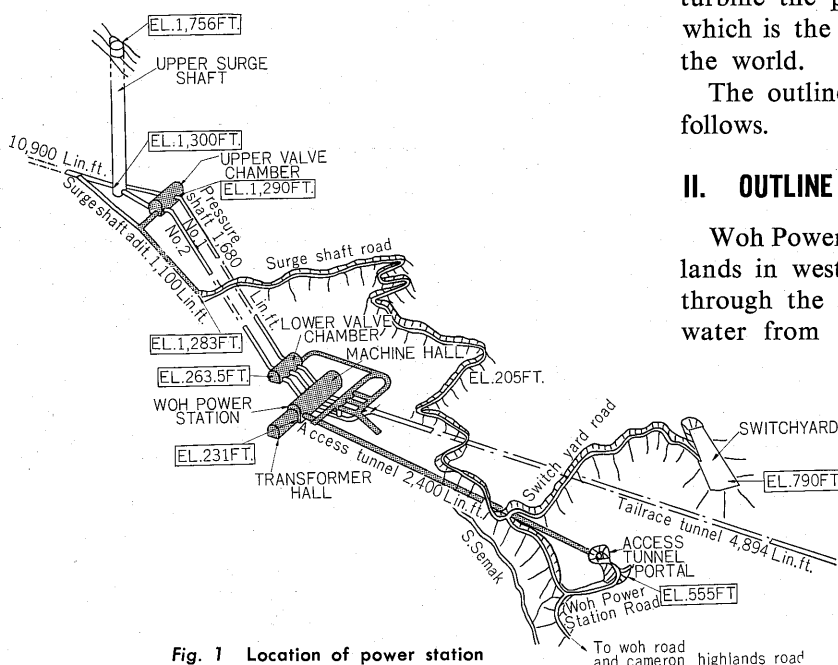 turbine the p
which is the
the world.
The outlin
follows.
II. OUTLINE
Woh Power
lands in west
through the
water from
EL.1,756FT.
UPPER SURGE
SHAFT
EL.1,300FT.
10,900 Lin.ft.
UPPER VALVE
CHAMBER
EL.1,290FT.
Pressure
shaft 1,680
Lin.ft.
No.1
No.2
Surge shaft adit. 1,100 Lin.ft.
Surge shaft road
EL.1,283FT.
LOWER VALVE
CHAMBER
MACHINE HALL
EL.263.5FT.
EL.205FT.
WOH POWER
STATION
EL.231FT.
TRANSFORMER
HALL
Access tunnel 2,400 Lin.ft.
Switch yard road
SWITCHYARD
EL.790FT
Tailrace tunnel 4,894 Lin.ft.
S.Semak
ACCESS
TUNNEL
PORTAL
EL.555FT
Woh Power
Station Road
To woh road
and cameron highlands road
Fig. 1 Location of power station